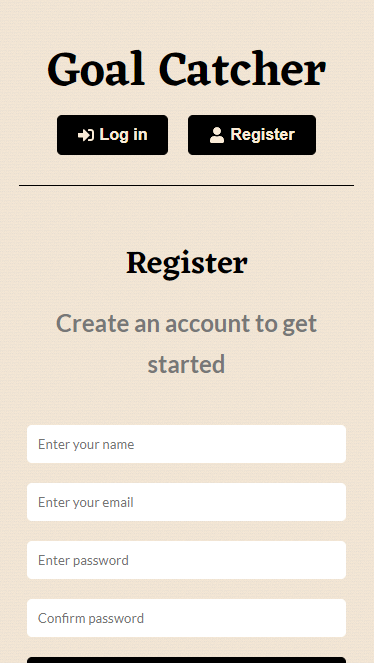 Goal Catcher
Log in
Register
Register
Create an account to get
started
Enter your name
Enter your email
Enter password
Confirm password